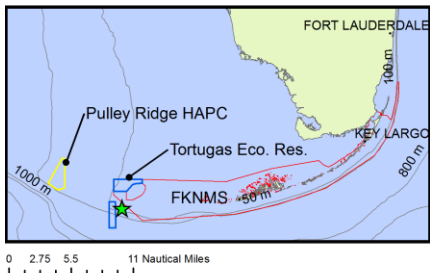 FORT LAUDERDALE
100 m
Pulley Ridge HAPC
KEY LARGO
Tortugas Eco. Res.
800 m
1000 m
FKNMS
50 m
0 2.75 5.5 11 Nautical Miles